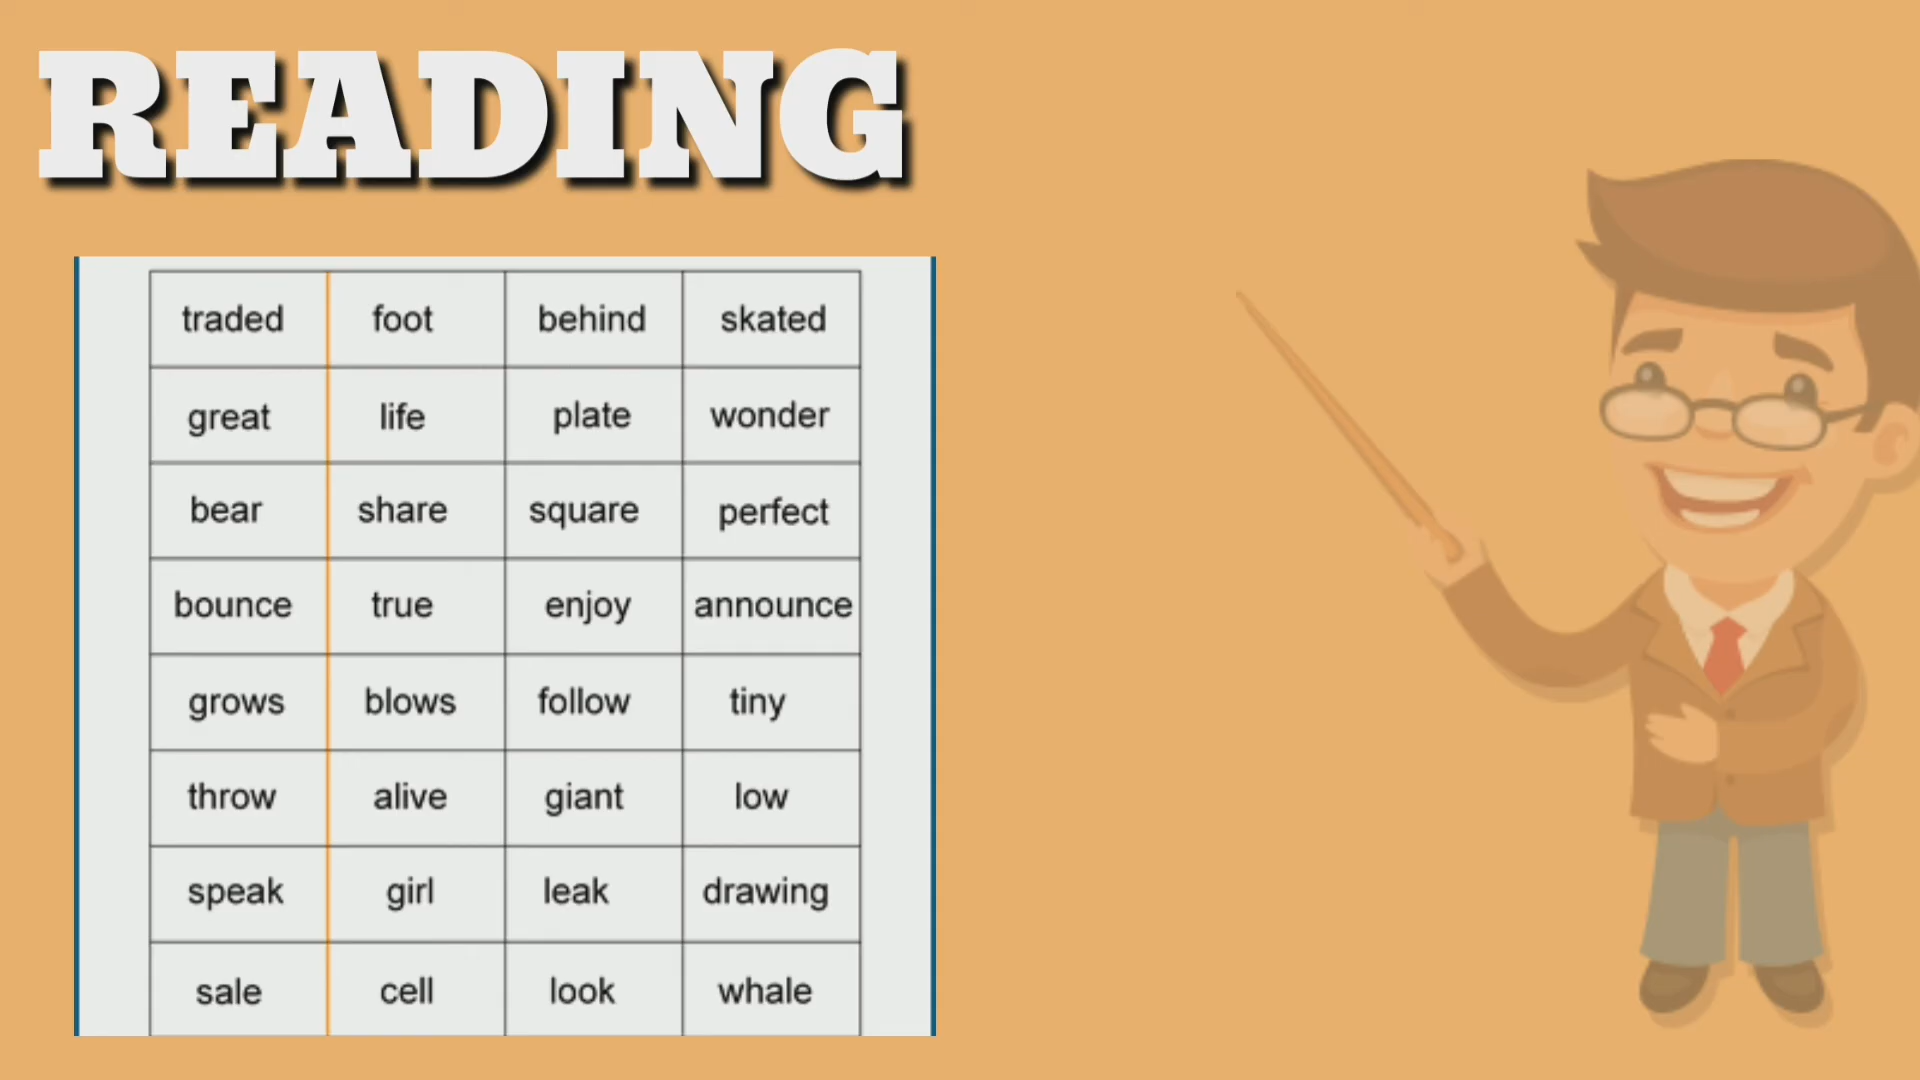 READING
traded foot behind skated
great life plate wonder
bear share square perfect
bounce true enjoy announce
grows blows follow tiny
throw alive giant low
speak girl leak drawing
sale cell look whale